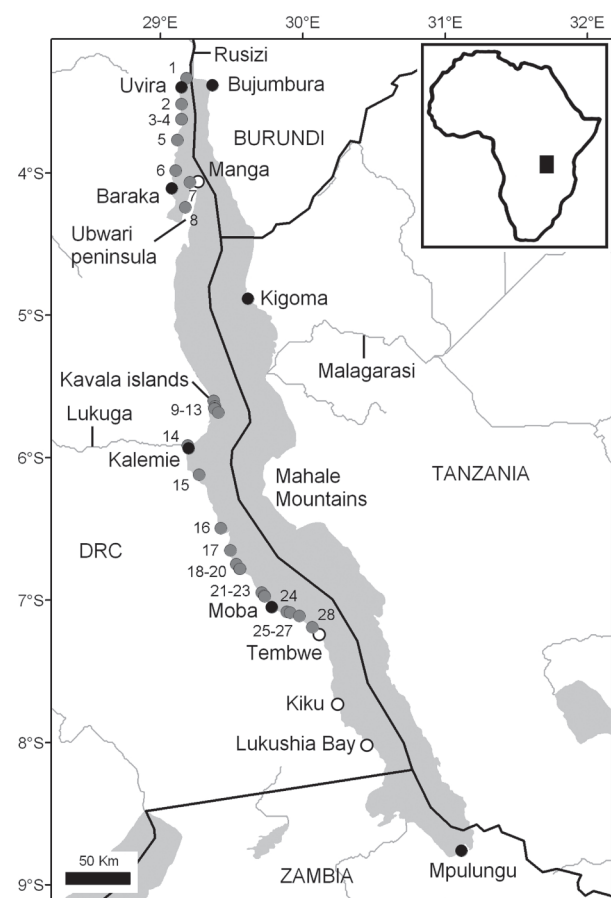 29°E 30°E 31°E 32°E
Rusizi
1
Uvira Bujumbura
2
3-4
BURUNDI
5
4°S
6 Manga
Baraka
7
8
Ubwari
peninsula
5°S
Kigoma
Malagarasi
Kavala islands
9-13
Lukuga
14
6°S
Kalemie
15
Mahale
Mountains
TANZANIA
16
DRC
17
18-20
7°S
21-23 24
Moba 28
25-27
Tembwe
Kiku
8°S
Lukushia Bay
50 Km
ZAMBIA
Mpulungu
9°S